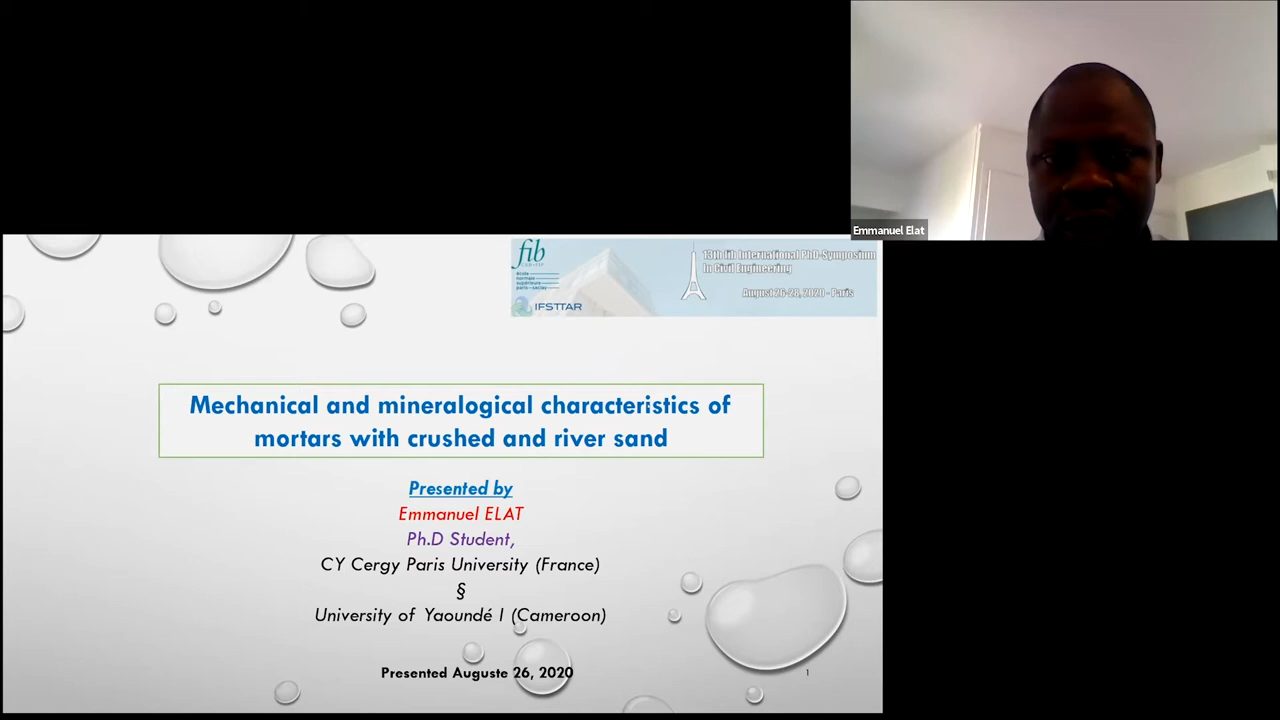 Emmanuel Elat
fib
IFSTTAR
13th fib International PhD-Symposium
In Civil Engineering
August 26-28, 2020 - Paris
Mechanical and mineralogical characteristics of
mortars with crushed and river sand
Presented by
Emmanuel ELAT
Ph.D Student,
CY Cergy Paris University (France)
§
University of Yaoundé I (Cameroon)
Presented Auguste 26, 2020
1